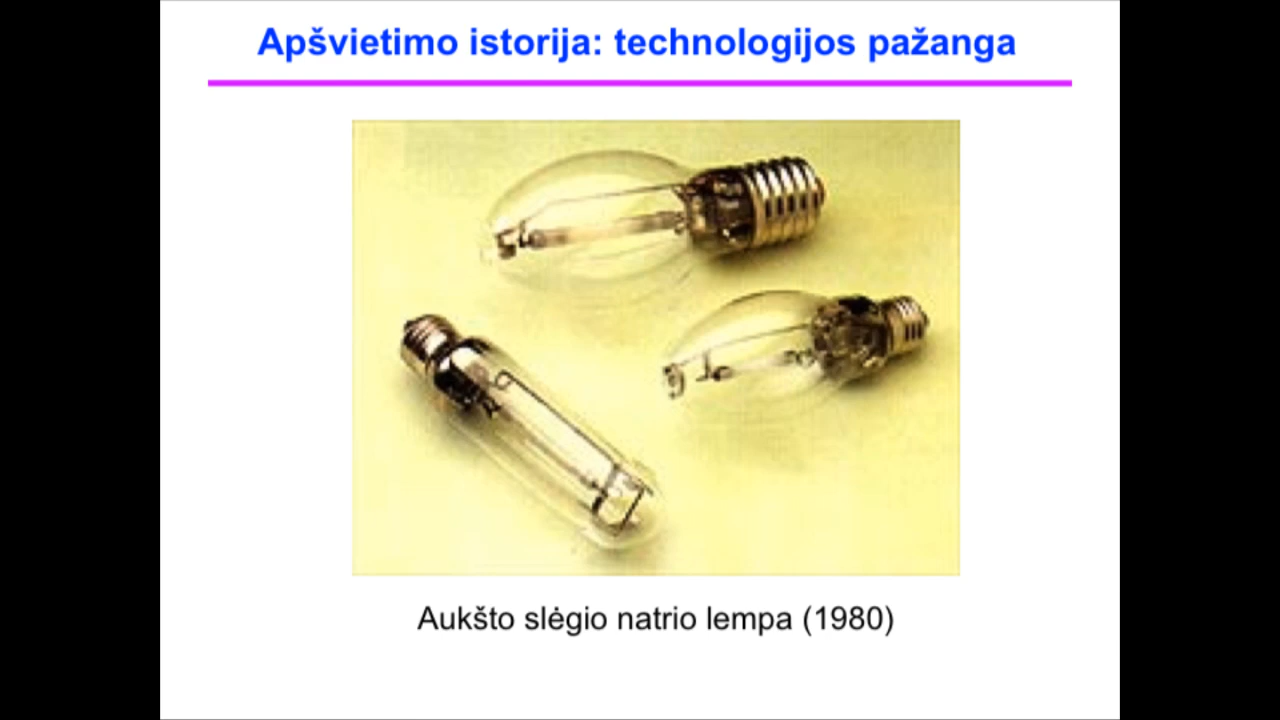 Apšvietimo istorija: technologijos pažanga
Aukšto slėgio natrio lempa (1980)